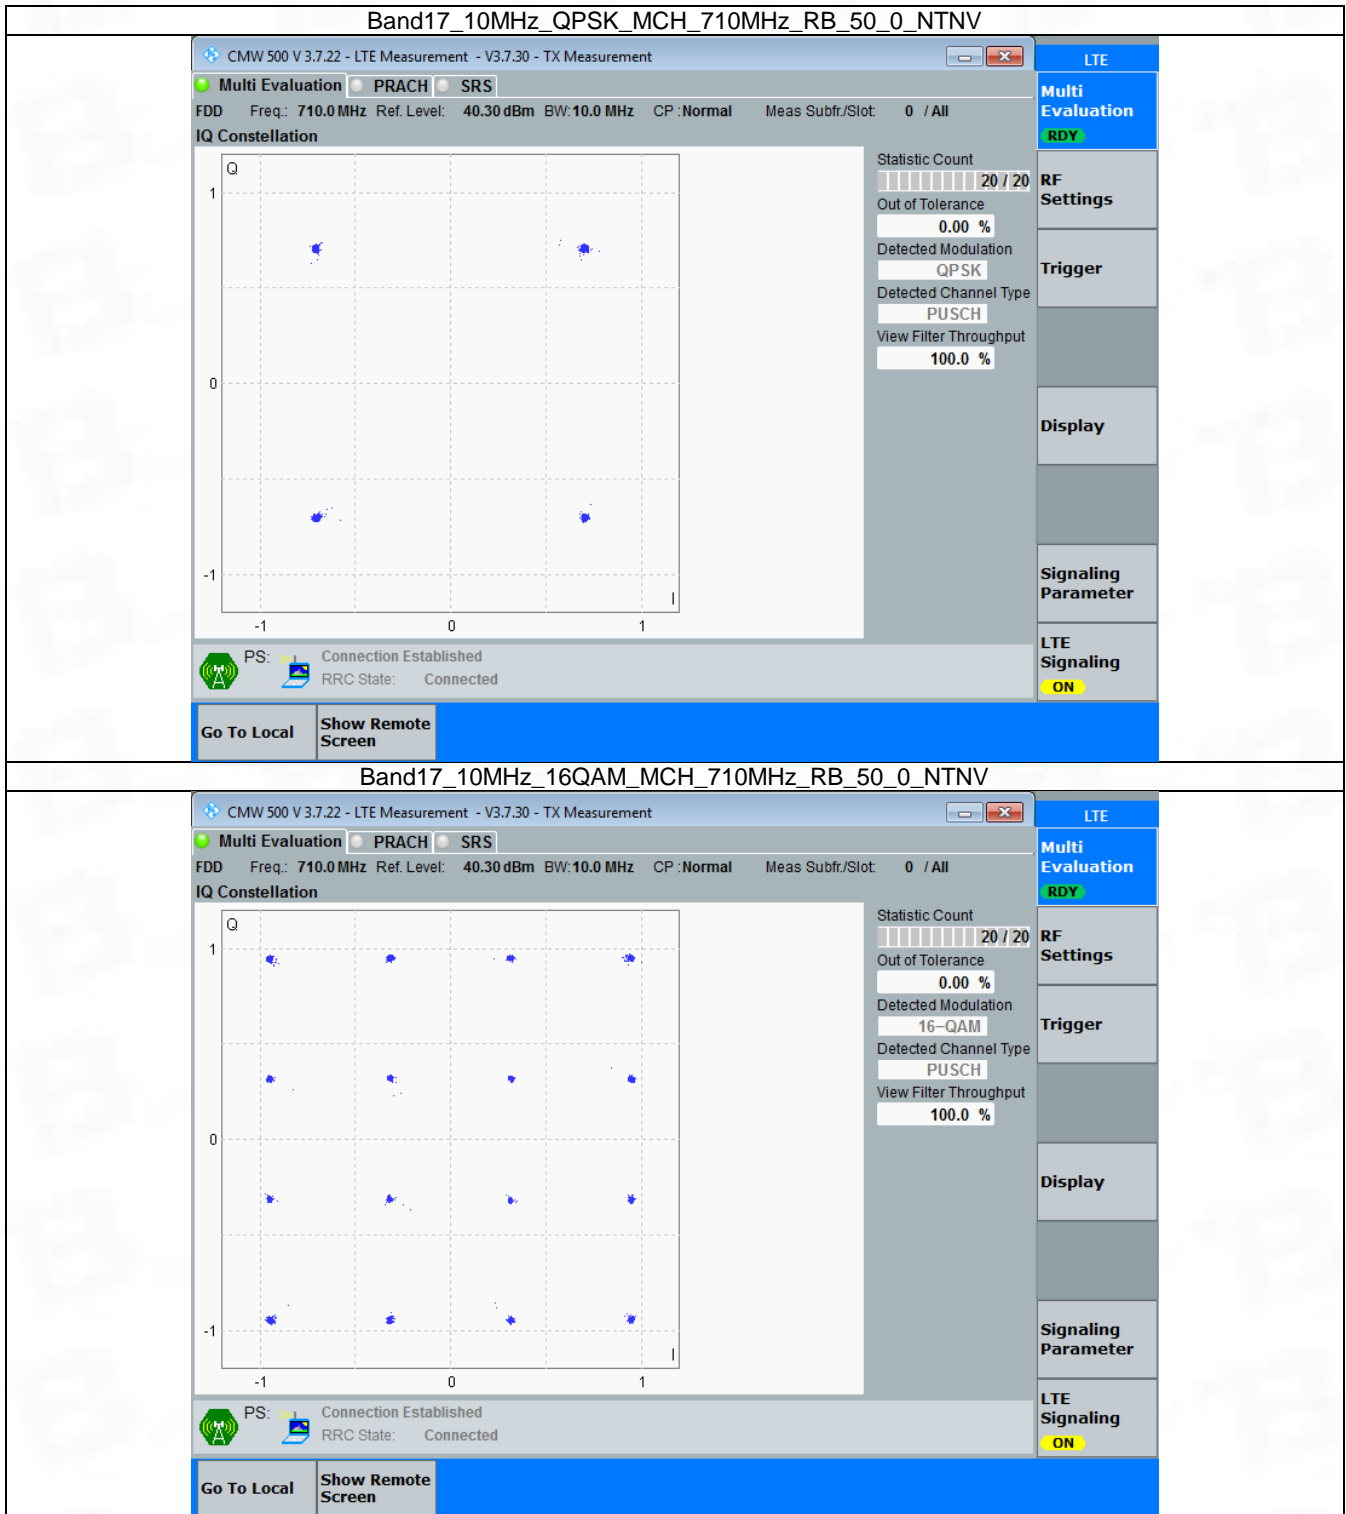 Band17_10MHz_QPSK_MCH_710MHz_RB_50_0_NTNV
CMW 500 V 3.7.22 - LTE Measurement - V3.7.30 - TX Measurement
LTE
Multi Evaluation PRACH SRS
Multi
Evaluation
RDY
FDD Freq.: 710.0 MHz Ref. Level: 40.30 dBm BW: 10.0 MHz CP : Normal Meas Subfr./Slot: 0 / All
IQ Constellation
Q
1
0
-1
I
-1 0 1
Statistic Count
20 / 20
Out of Tolerance
0.00 %
Detected Modulation
QPSK
Detected Channel Type
PUSCH
View Filter Throughput
100.0 %
RF
Settings
Trigger
Display
Signaling
Parameter
LTE
Signaling
ON
PS: Connection Established
RRC State: Connected
Go To Local
Show Remote
Screen
Band17_10MHz_16QAM_MCH_710MHz_RB_50_0_NTNV
CMW 500 V 3.7.22 - LTE Measurement - V3.7.30 - TX Measurement
LTE
Multi Evaluation PRACH SRS
Multi
Evaluation
RDY
FDD Freq.: 710.0 MHz Ref. Level: 40.30 dBm BW: 10.0 MHz CP : Normal Meas Subfr./Slot: 0 / All
IQ Constellation
Q
1
0
-1
I
-1 0 1
Statistic Count
20 / 20
Out of Tolerance
0.00 %
Detected Modulation
16-QAM
Detected Channel Type
PUSCH
View Filter Throughput
100.0 %
RF
Settings
Trigger
Display
Signaling
Parameter
LTE
Signaling
ON
PS: Connection Established
RRC State: Connected
Go To Local
Show Remote
Screen